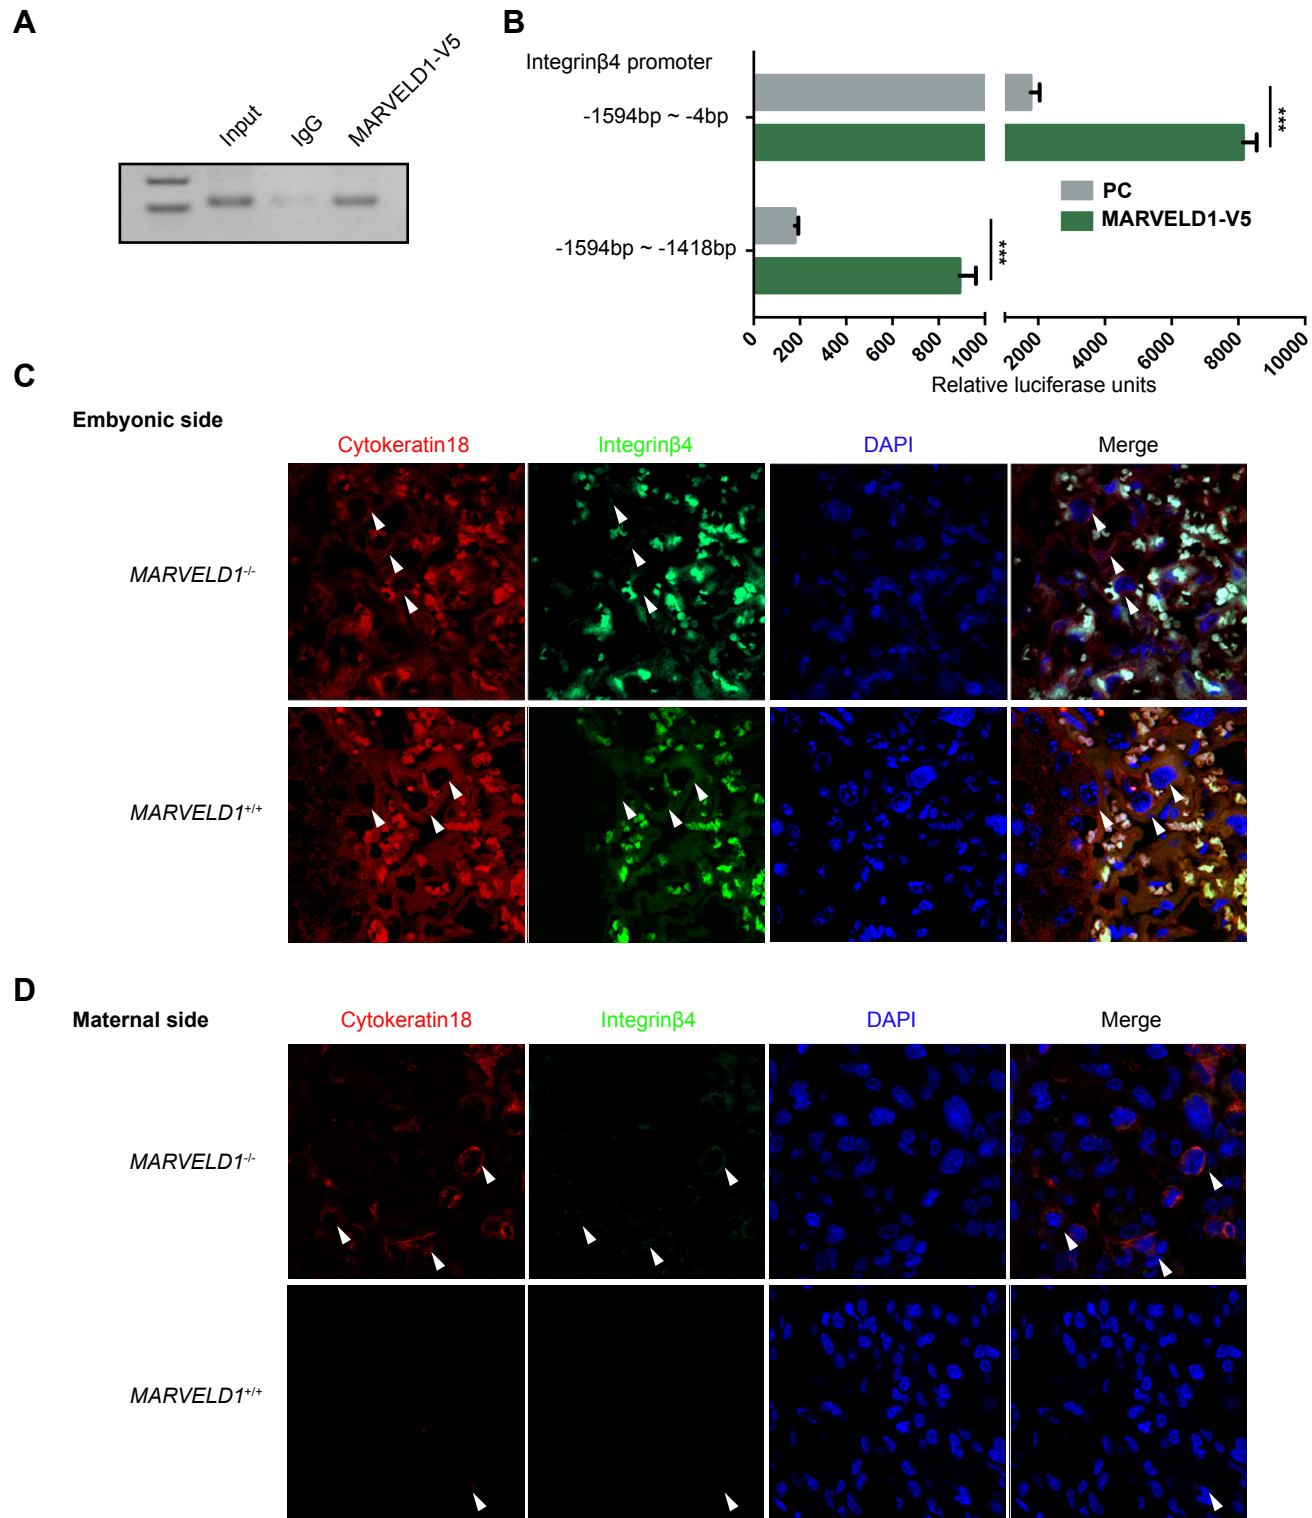 A
Input
IgG
MARVELD1-V5
B
Integrinβ4 promoter
-1594bp ~ -4bp
-1594bp ~ -1418bp
***
***
PC
MARVELD1-V5
0
200
400
600
800
1000
2000
4000
6000
8000
10000
Relative luciferase units
C
Embyonic side
Cytokeratin18
Integrinβ4
DAPI
Merge
MARVELD1-/-
MARVELD1+/+
D
Maternal side
Cytokeratin18
Integrinβ4
DAPI
Merge
MARVELD1-/-
MARVELD1+/+